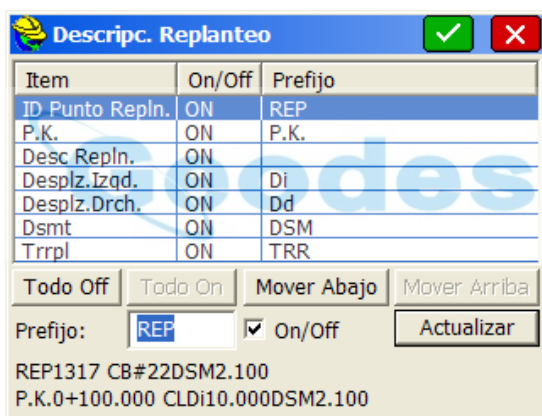 Descripc. Replanteo
Item On/Off Prefijo
ID Punto Repln. ON REP
P.K. ON P.K.
Desc Repln. ON
Desplz.Izqd. ON Di
Desplz.Drch. ON Dd
Dsmt ON DSM
Trrpl ON TRR
Geodes
Todo Off Todo On Mover Abajo Mover Arriba
Prefijo: REP On/Off Actualizar
REP1317 CB#22DSM2.100
P.K.0+100.000 CLDi10.000DSM2.100